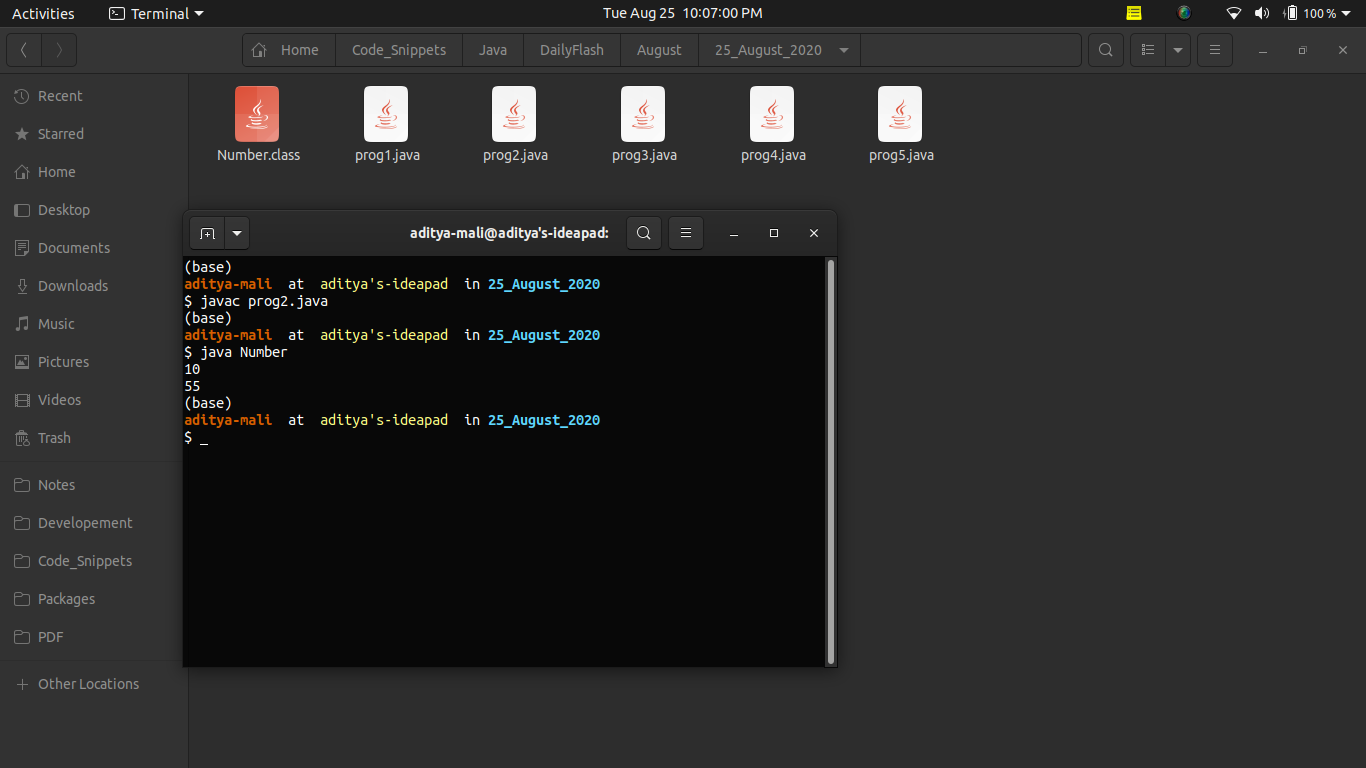 Activities Terminal Tue Aug 25 10:07:00 PM 100 %
Home Code_Snippets Java DailyFlash August 25_August_2020
Recent
Starred
Home
Desktop
Documents
Downloads
Music
Pictures
Videos
Trash
Notes
Developement
Code_Snippets
Packages
PDF
Other Locations
Number.class prog1.java prog2.java prog3.java prog4.java prog5.java
aditya-mali@aditya's-ideapad:
(base)
aditya-mali at aditya's-ideapad in 25_August_2020
$ javac prog2.java
(base)
aditya-mali at aditya's-ideapad in 25_August_2020
$ java Number
10
55
(base)
aditya-mali at aditya's-ideapad in 25_August_2020
$ _